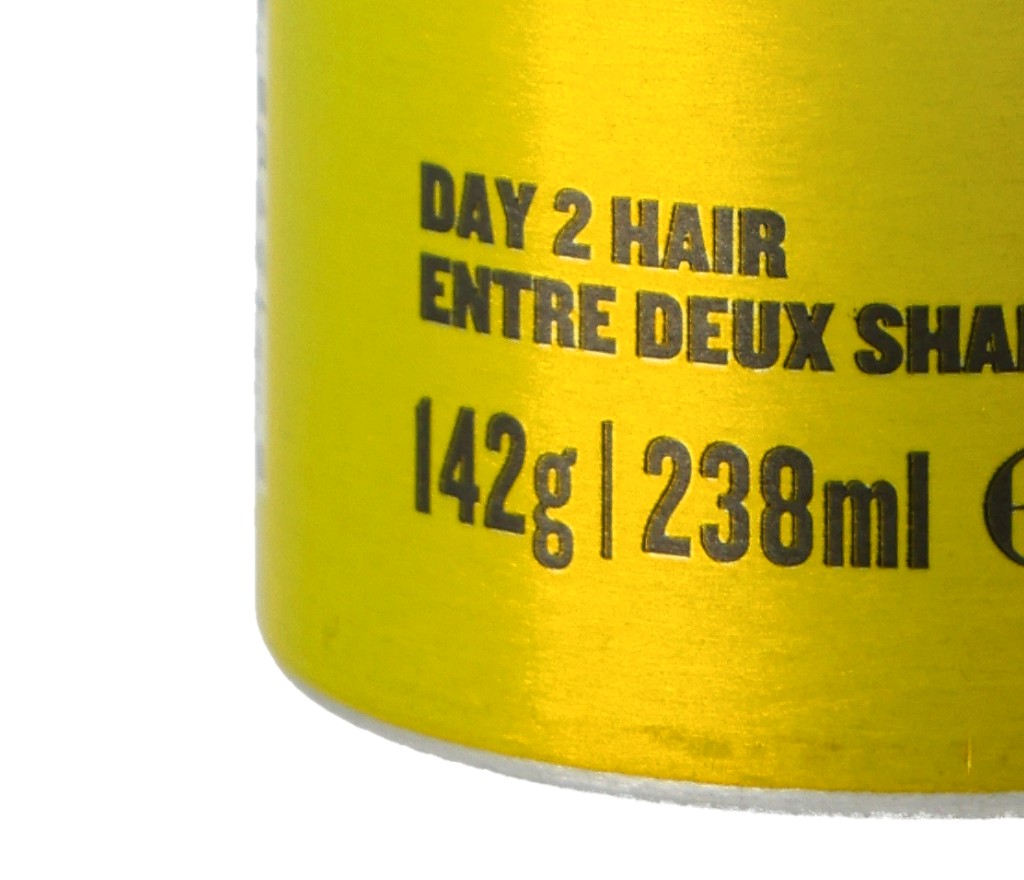 DAY 2 HAIR
ENTRE DEUX
142g | 238ml